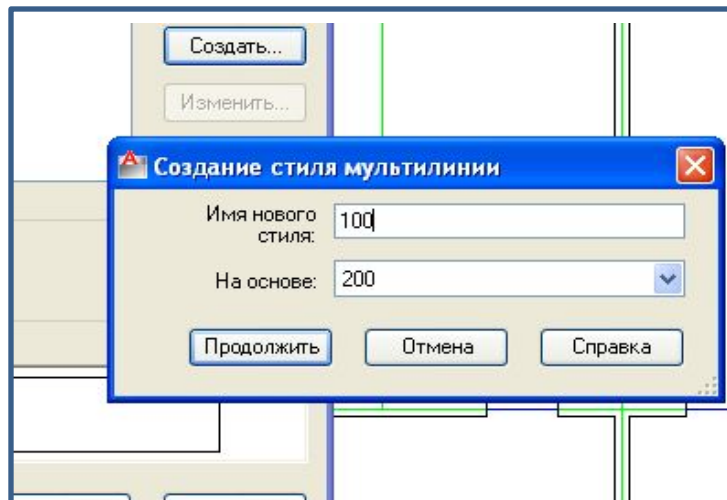 Создать...
Изменить...
Создание стиля мультилинии
Имя нового
стиля:
100
На основе:
200
Продолжить
Отмена
Справка